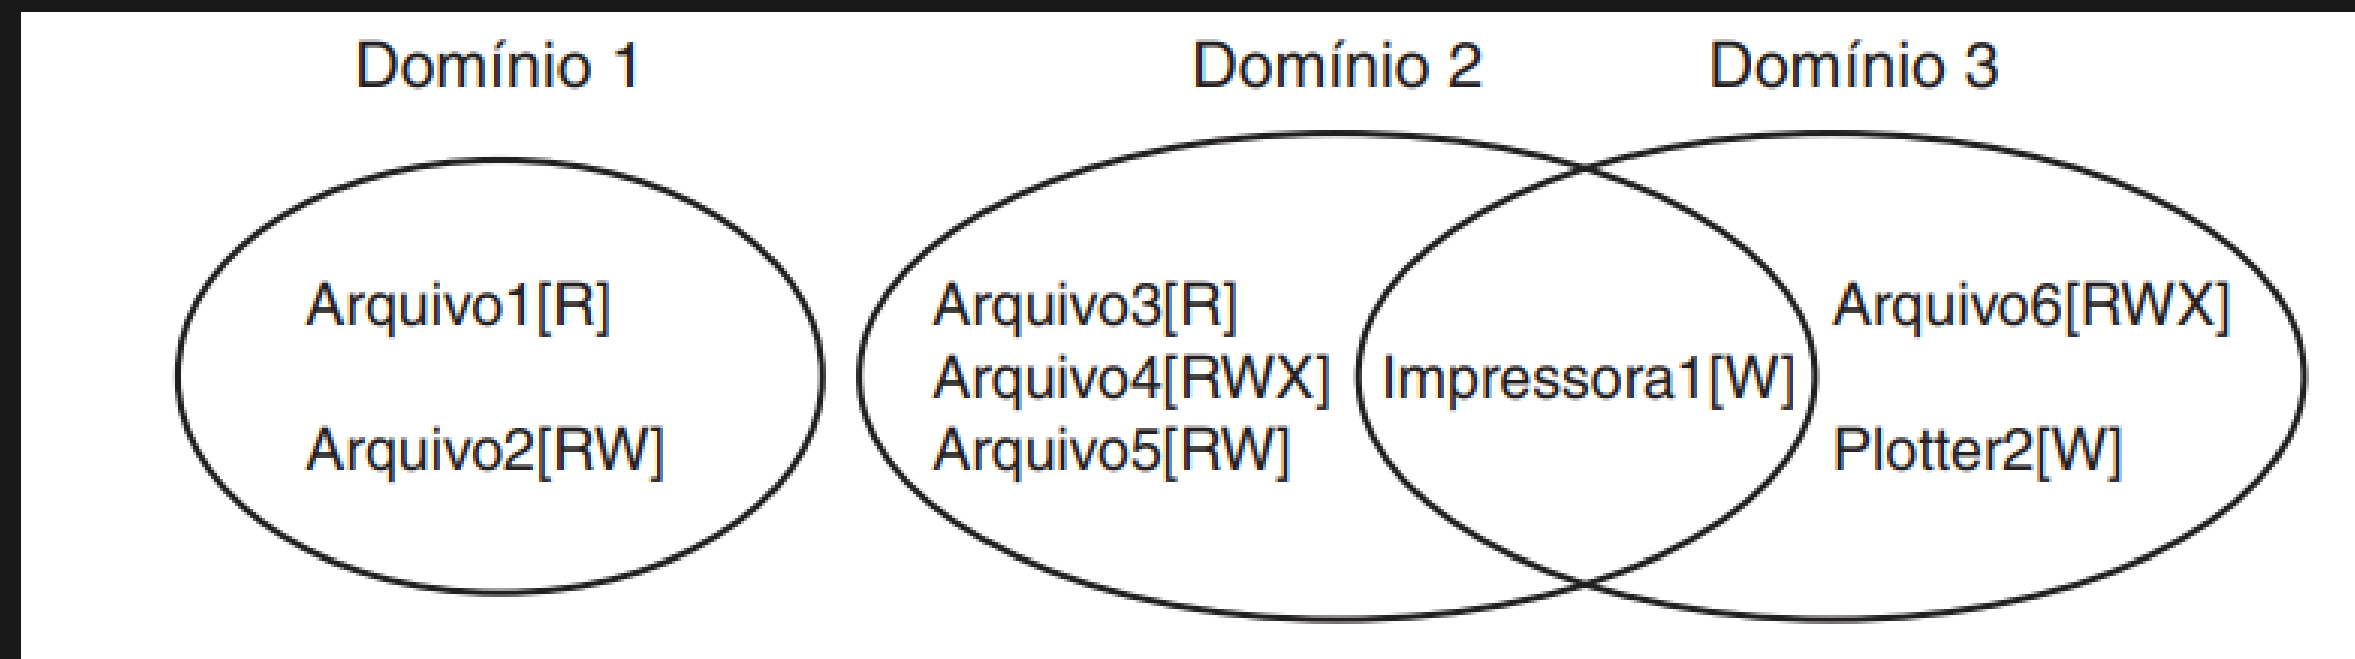 Domínio 1
Domínio 2
Domínio 3
Arquivo1[R]
Arquivo2[RW]
Arquivo3[R]
Arquivo4[RWX]
Arquivo5[RW]
Impressora1[W]
Arquivo6[RWX]
Plotter2[W]